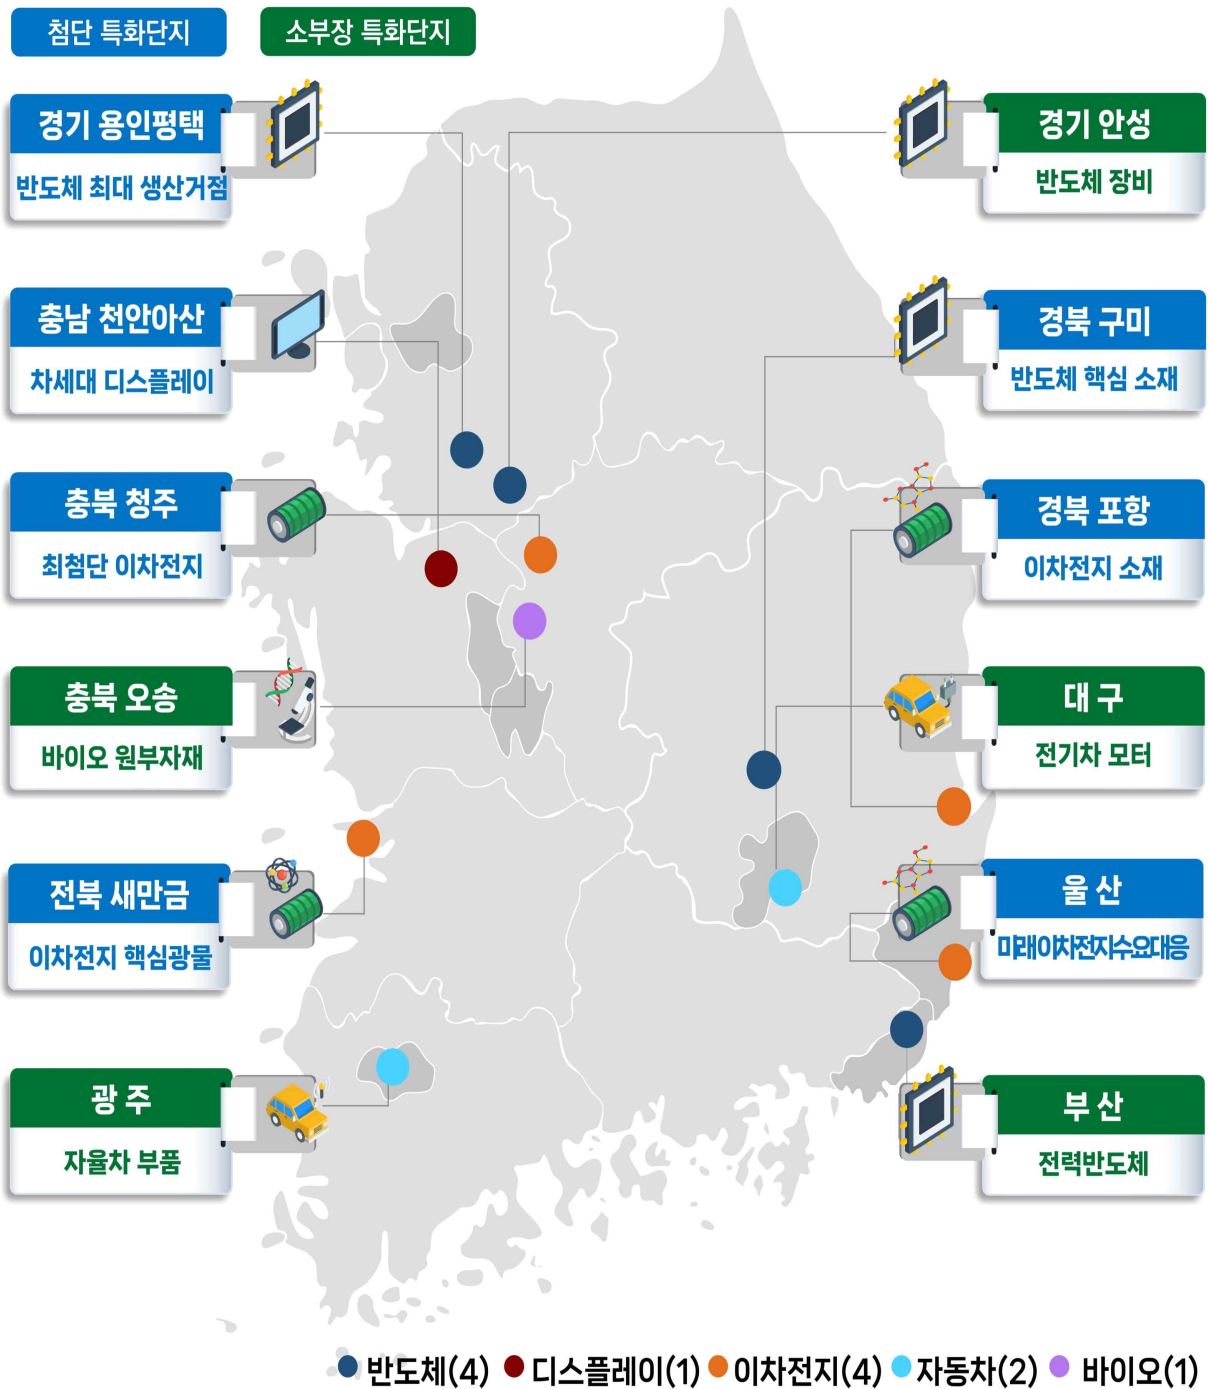 첨단 특화단지
소부장 특화단지
경기 용인평택
반도체 최대 생산거점
경기 안성
반도체 장비
충남 천안아산
차세대 디스플레이
경북 구미
반도체 핵심 소재
충북 청주
최첨단 이차전지
경북 포항
이차전지 소재
충북 오송
바이오 원부자재
대 구
전기차 모터
전북 새만금
이차전지 핵심광물
울 산
미래이차전지수요대응
광 주
자율차 부품
부 산
전력반도체
반도체(4) 디스플레이(1) 이차전지(4) 자동차(2) 바이오(1)